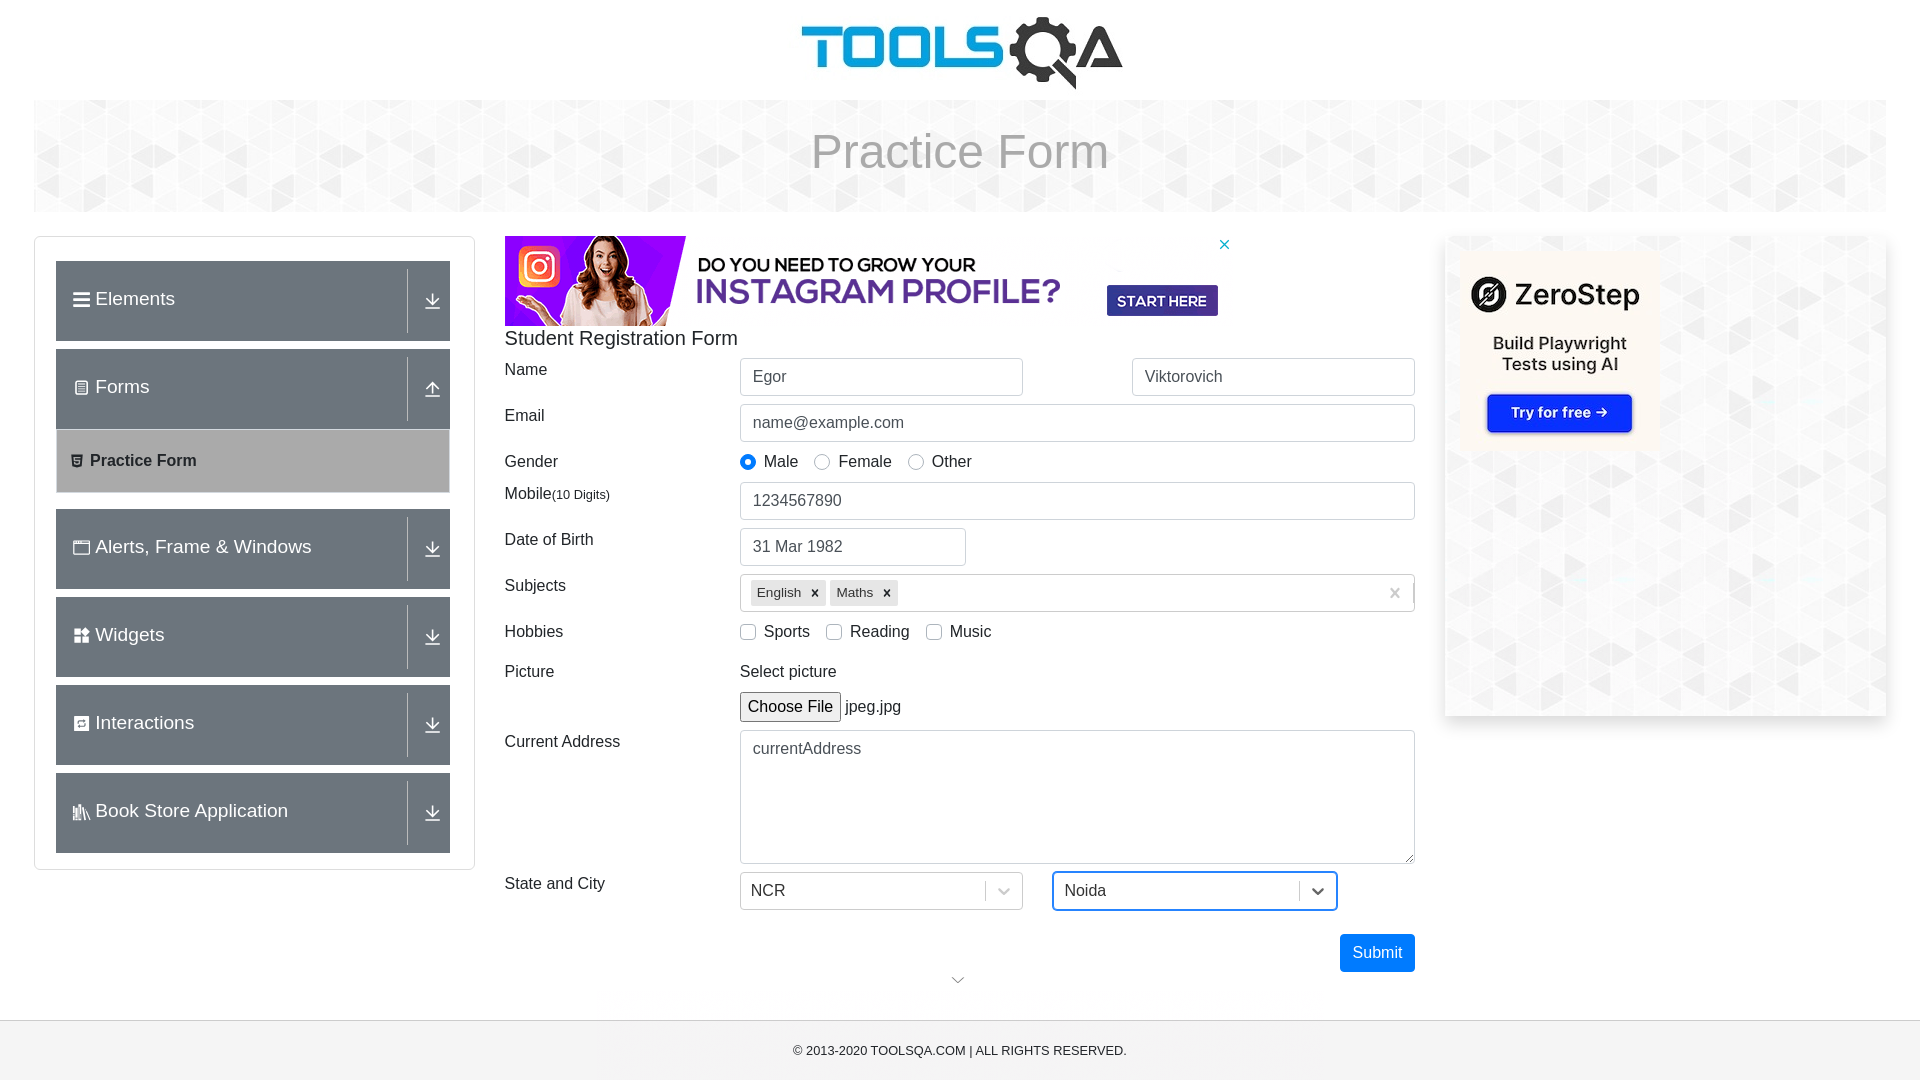 TOOLSQA
Practice Form
Elements
Forms
Practice Form
Alerts, Frame & Windows
Widgets
Interactions
Book Store Application
DO YOU NEED TO GROW YOUR
INSTAGRAM PROFILE?
START HERE
Student Registration Form
Name Egor Viktorovich
Email name@example.com
Gender Male Female Other
Mobile(10 Digits) 1234567890
Date of Birth 31 Mar 1982
Subjects English Maths
Hobbies Sports Reading Music
Picture Select picture
Choose File jpeg.jpg
Current Address currentAddress
State and City NCR Noida
Submit
ZeroStep
Build Playwright
Tests using AI
Try for free →
© 2013-2020 TOOLSQA.COM | ALL RIGHTS RESERVED.